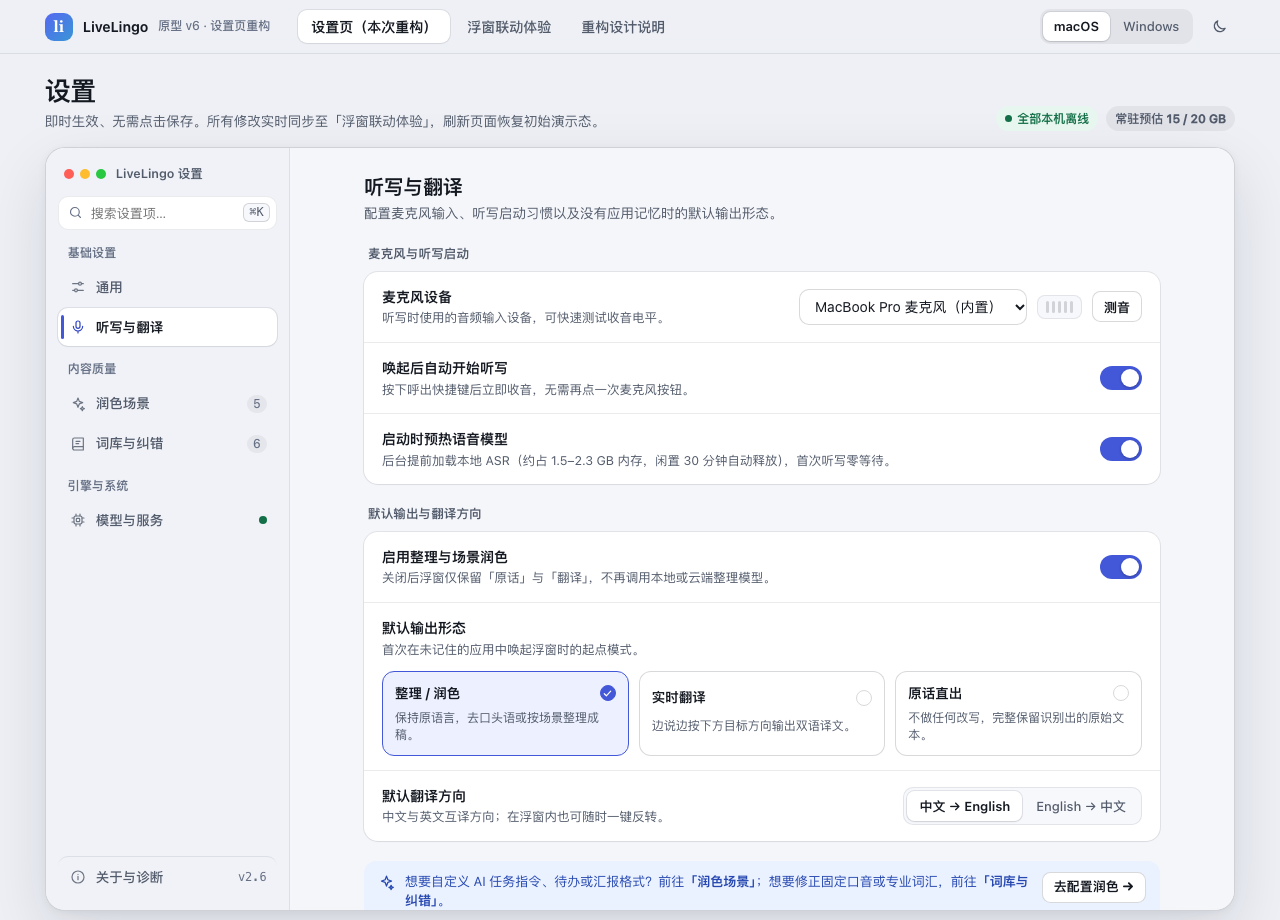 li LiveLingo 原型 v6 · 设置页重构 设置页（本次重构） 浮窗联动体验 重构设计说明 macOS Windows
设置
即时生效、无需点击保存。所有修改实时同步至「浮窗联动体验」，刷新页面恢复初始演示态。
全部本机离线 常驻预估 15 / 20 GB
LiveLingo 设置
搜索设置项... ⌘K
基础设置
通用
听写与翻译
内容质量
润色场景 5
词库与纠错 6
引擎与系统
模型与服务
关于与诊断 v2.6
听写与翻译
配置麦克风输入、听写启动习惯以及没有应用记忆时的默认输出形态。
麦克风与听写启动
麦克风设备
听写时使用的音频输入设备，可快速测试收音电平。
MacBook Pro 麦克风（内置） 测音
唤起后自动开始听写
按下呼出快捷键后立即收音，无需再点一次麦克风按钮。
启动时预热语音模型
后台提前加载本地 ASR（约占 1.5–2.3 GB 内存，闲置 30 分钟自动释放），首次听写零等待。
默认输出与翻译方向
启用整理与场景润色
关闭后浮窗仅保留「原话」与「翻译」，不再调用本地或云端整理模型。
默认输出形态
首次在未记住的应用中唤起浮窗时的起点模式。
整理 / 润色
保持原语言，去口头语或按场景整理成
稿。
实时翻译
边说边按下方目标方向输出双语译文。
原话直出
不做任何改写，完整保留识别出的原始文
本。
默认翻译方向
中文与英文互译方向；在浮窗内也可随时一键反转。
中文 → English English → 中文
想要自定义 AI 任务指令、待办或汇报格式？前往「润色场景」；想要修正固定口音或专业词汇，前往「词库与
纠错」。
去配置润色 →